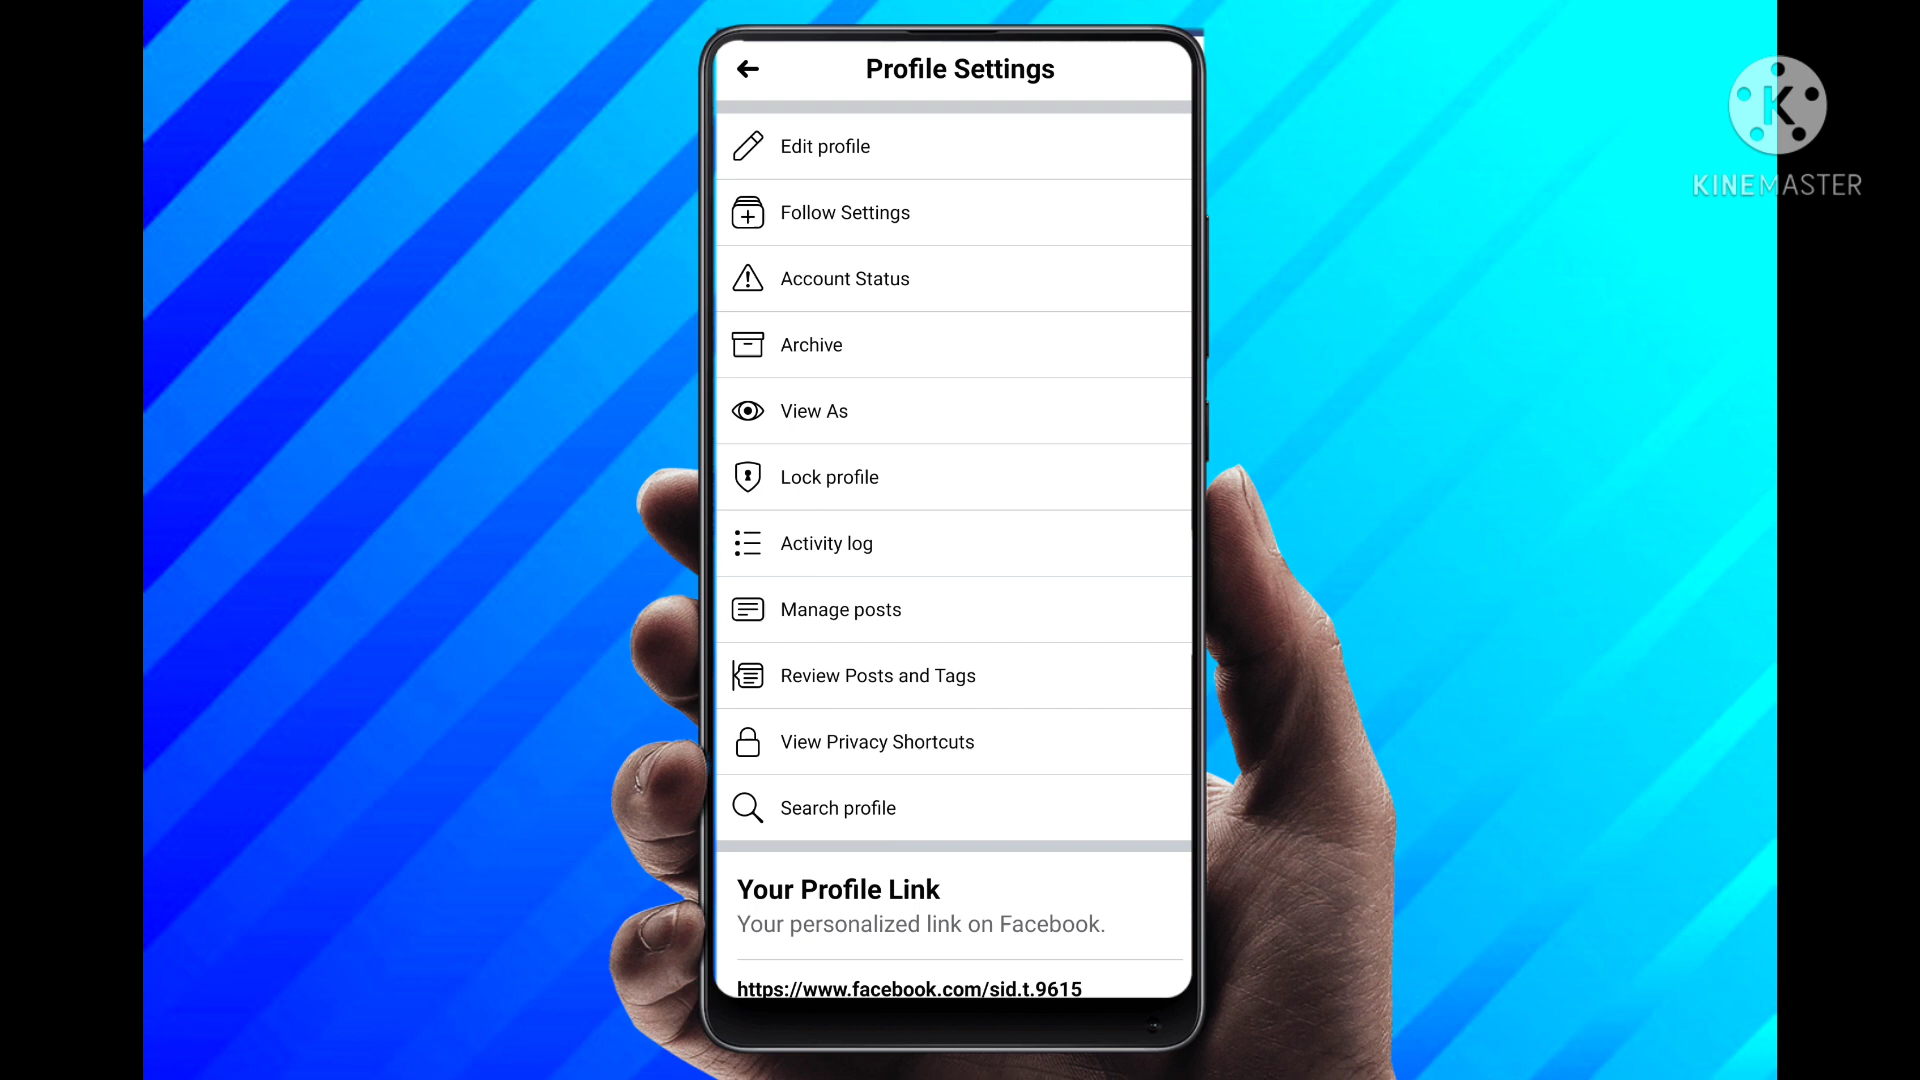 Profile Settings
KINEMASTER
Edit profile
Follow Settings
Account Status
Archive
View As
Lock profile
Activity log
Manage posts
Review Posts and Tags
View Privacy Shortcuts
Search profile
Your Profile Link
Your personalized link on Facebook.
https://www.facebook.com/sid.t.9615